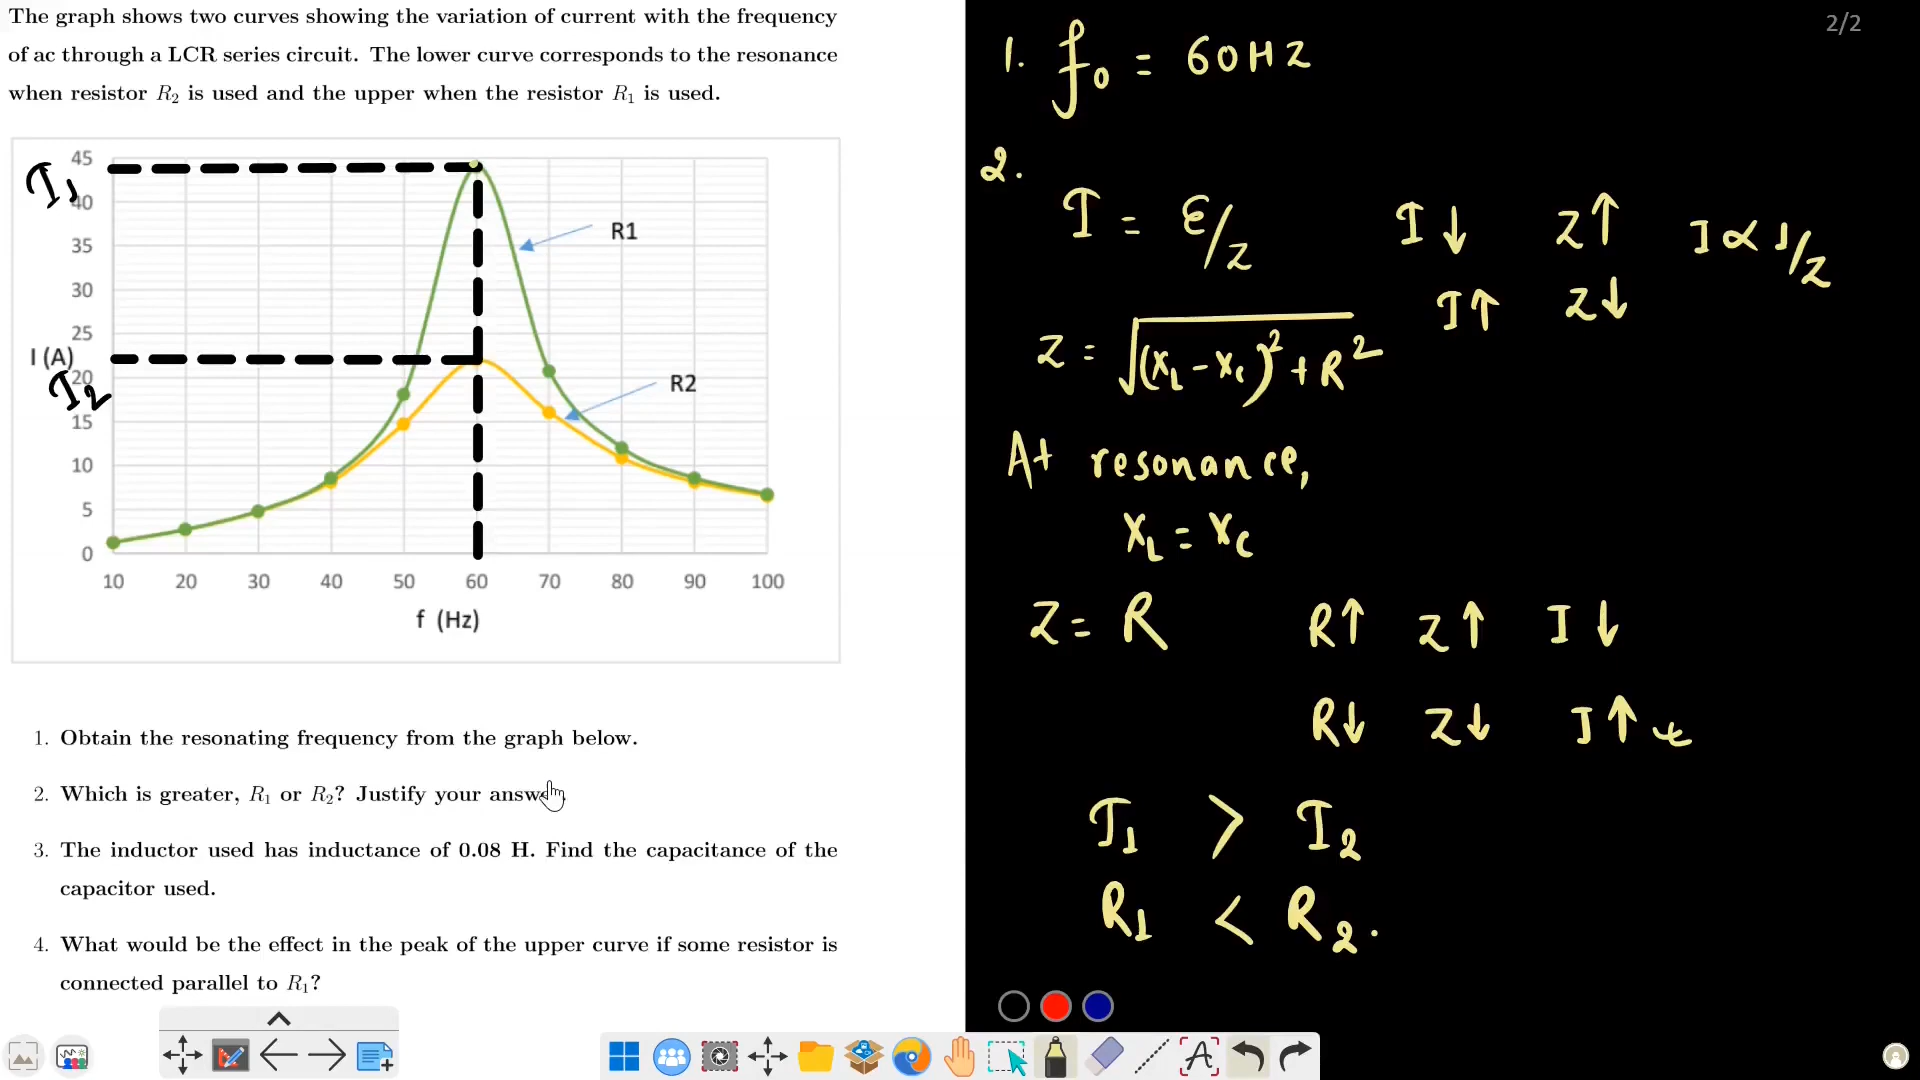 The graph shows two curves showing the variation of current with the frequency
of ac through a LCR series circuit. The lower curve corresponds to the resonance
when resistor R₂ is used and the upper when the resistor R₁ is used.
I₁
45
40
35
30
25
I (A)
20
I₂
15
10
5
0
R1
R2
10 20 30 40 50 60 70 80 90 100
f (Hz)
1. Obtain the resonating frequency from the graph below.
2. Which is greater, R₁ or R₂? Justify your answe
3. The inductor used has inductance of 0.08 H. Find the capacitance of the
capacitor used.
4. What would be the effect in the peak of the upper curve if some resistor is
connected parallel to R₁?
2/2
1. f₀ = 60HZ
2.
I = ε/Z I↓ Z↑ I ∝ 1/Z
I↑ Z↓
Z = √(X_L - X_C)² + R²
At resonance,
X_L = X_C
Z = R R↑ Z↑ I↓
R↓ Z↓ I↑
I₁ > I₂
R₁ < R₂.